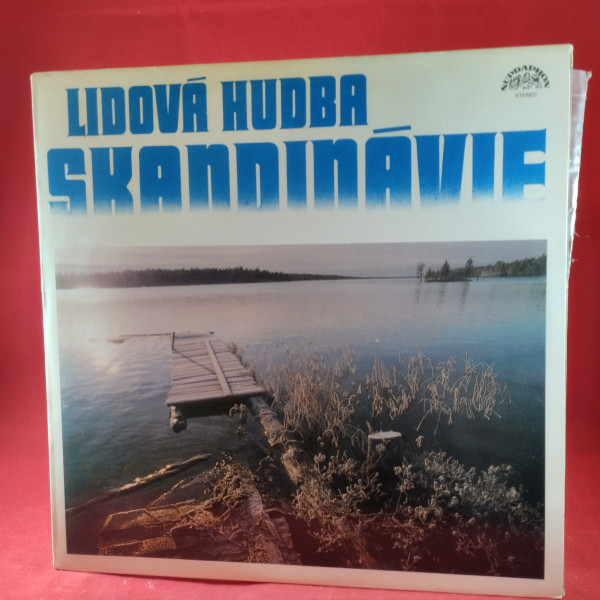 SUPRAPHON
STEREO
LIDOVÁ HUDBA
SKANDINÁVIE